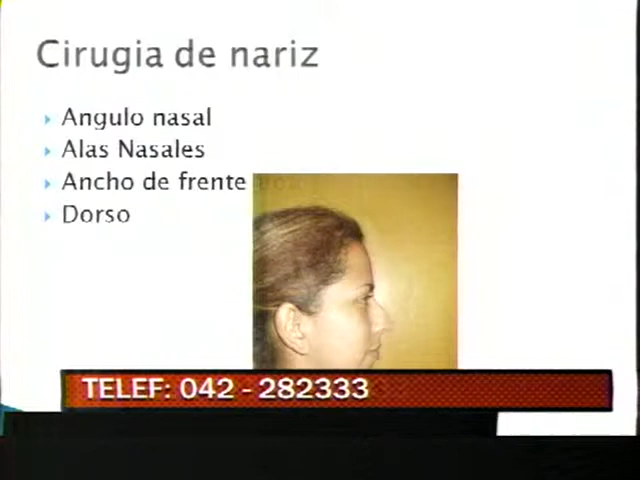 Cirugia de nariz
Angulo nasal
Alas Nasales
Ancho de frente
Dorso
TELEF: 042 - 282333